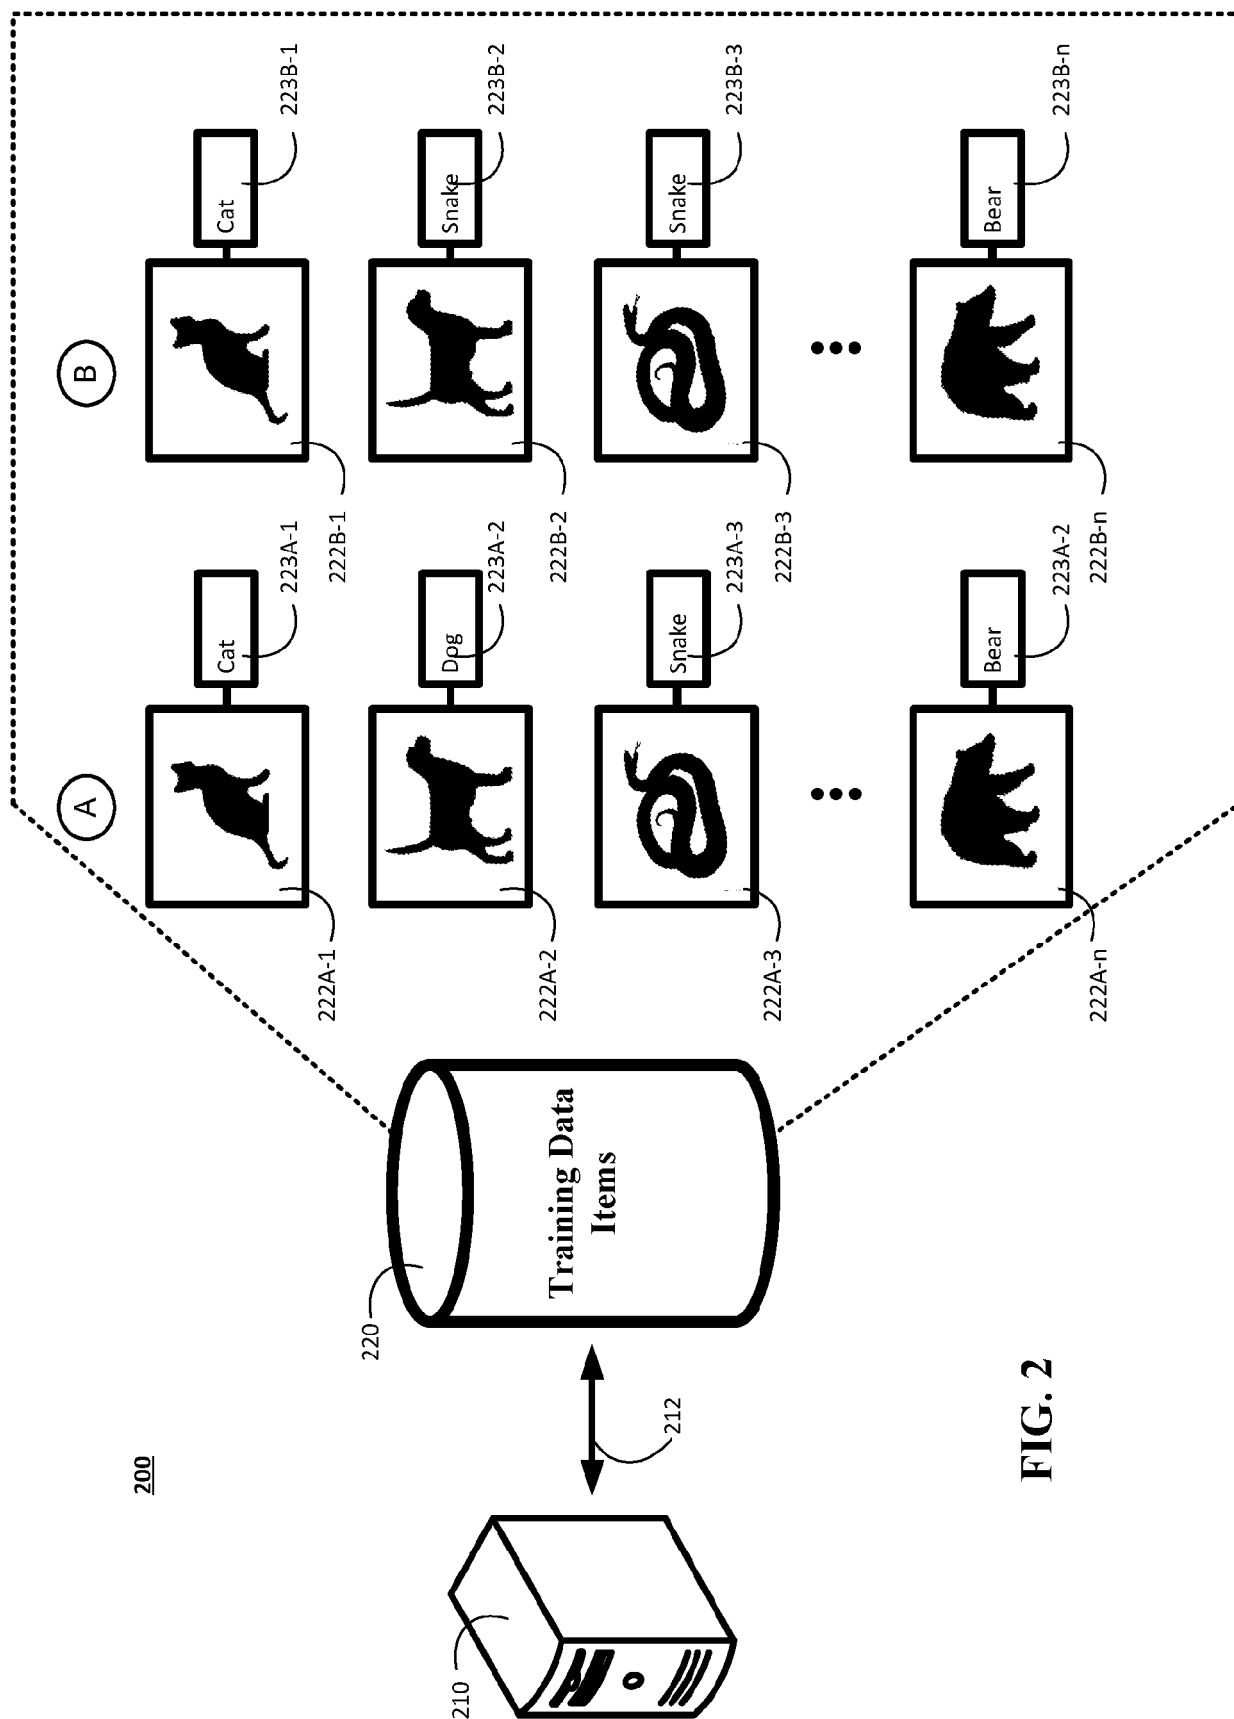 200
210
212
220
Training Data
Items
A
222A-1
Cat
223A-1
222A-2
Dog
223A-2
222A-3
Snake
223A-3
222A-n
Bear
223A-2
B
222B-1
Cat
223B-1
222B-2
Snake
223B-2
222B-3
Snake
223B-3
222B-n
Bear
223B-n
FIG. 2